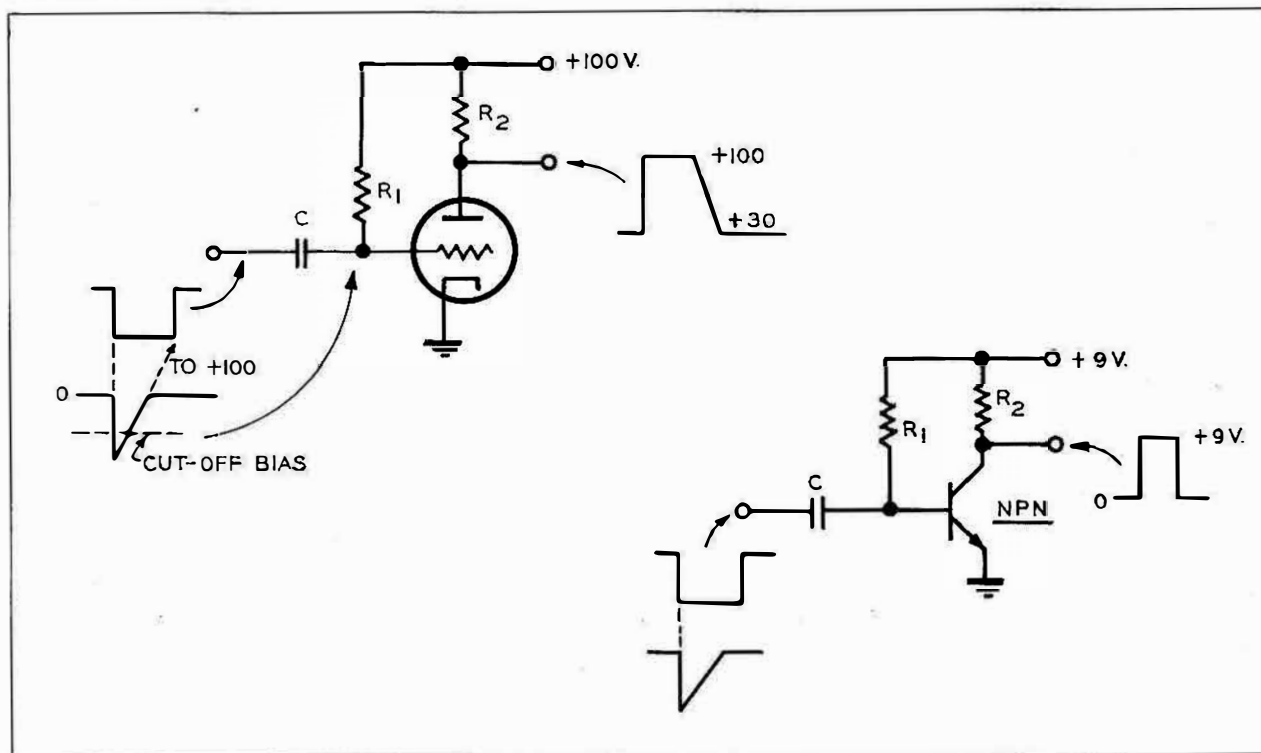 +100 V.
R2
+100
R1
C
+30
TO +100
0
CUT-OFF BIAS
+9 V.
R2
R1
+9 V.
C
0
NPN